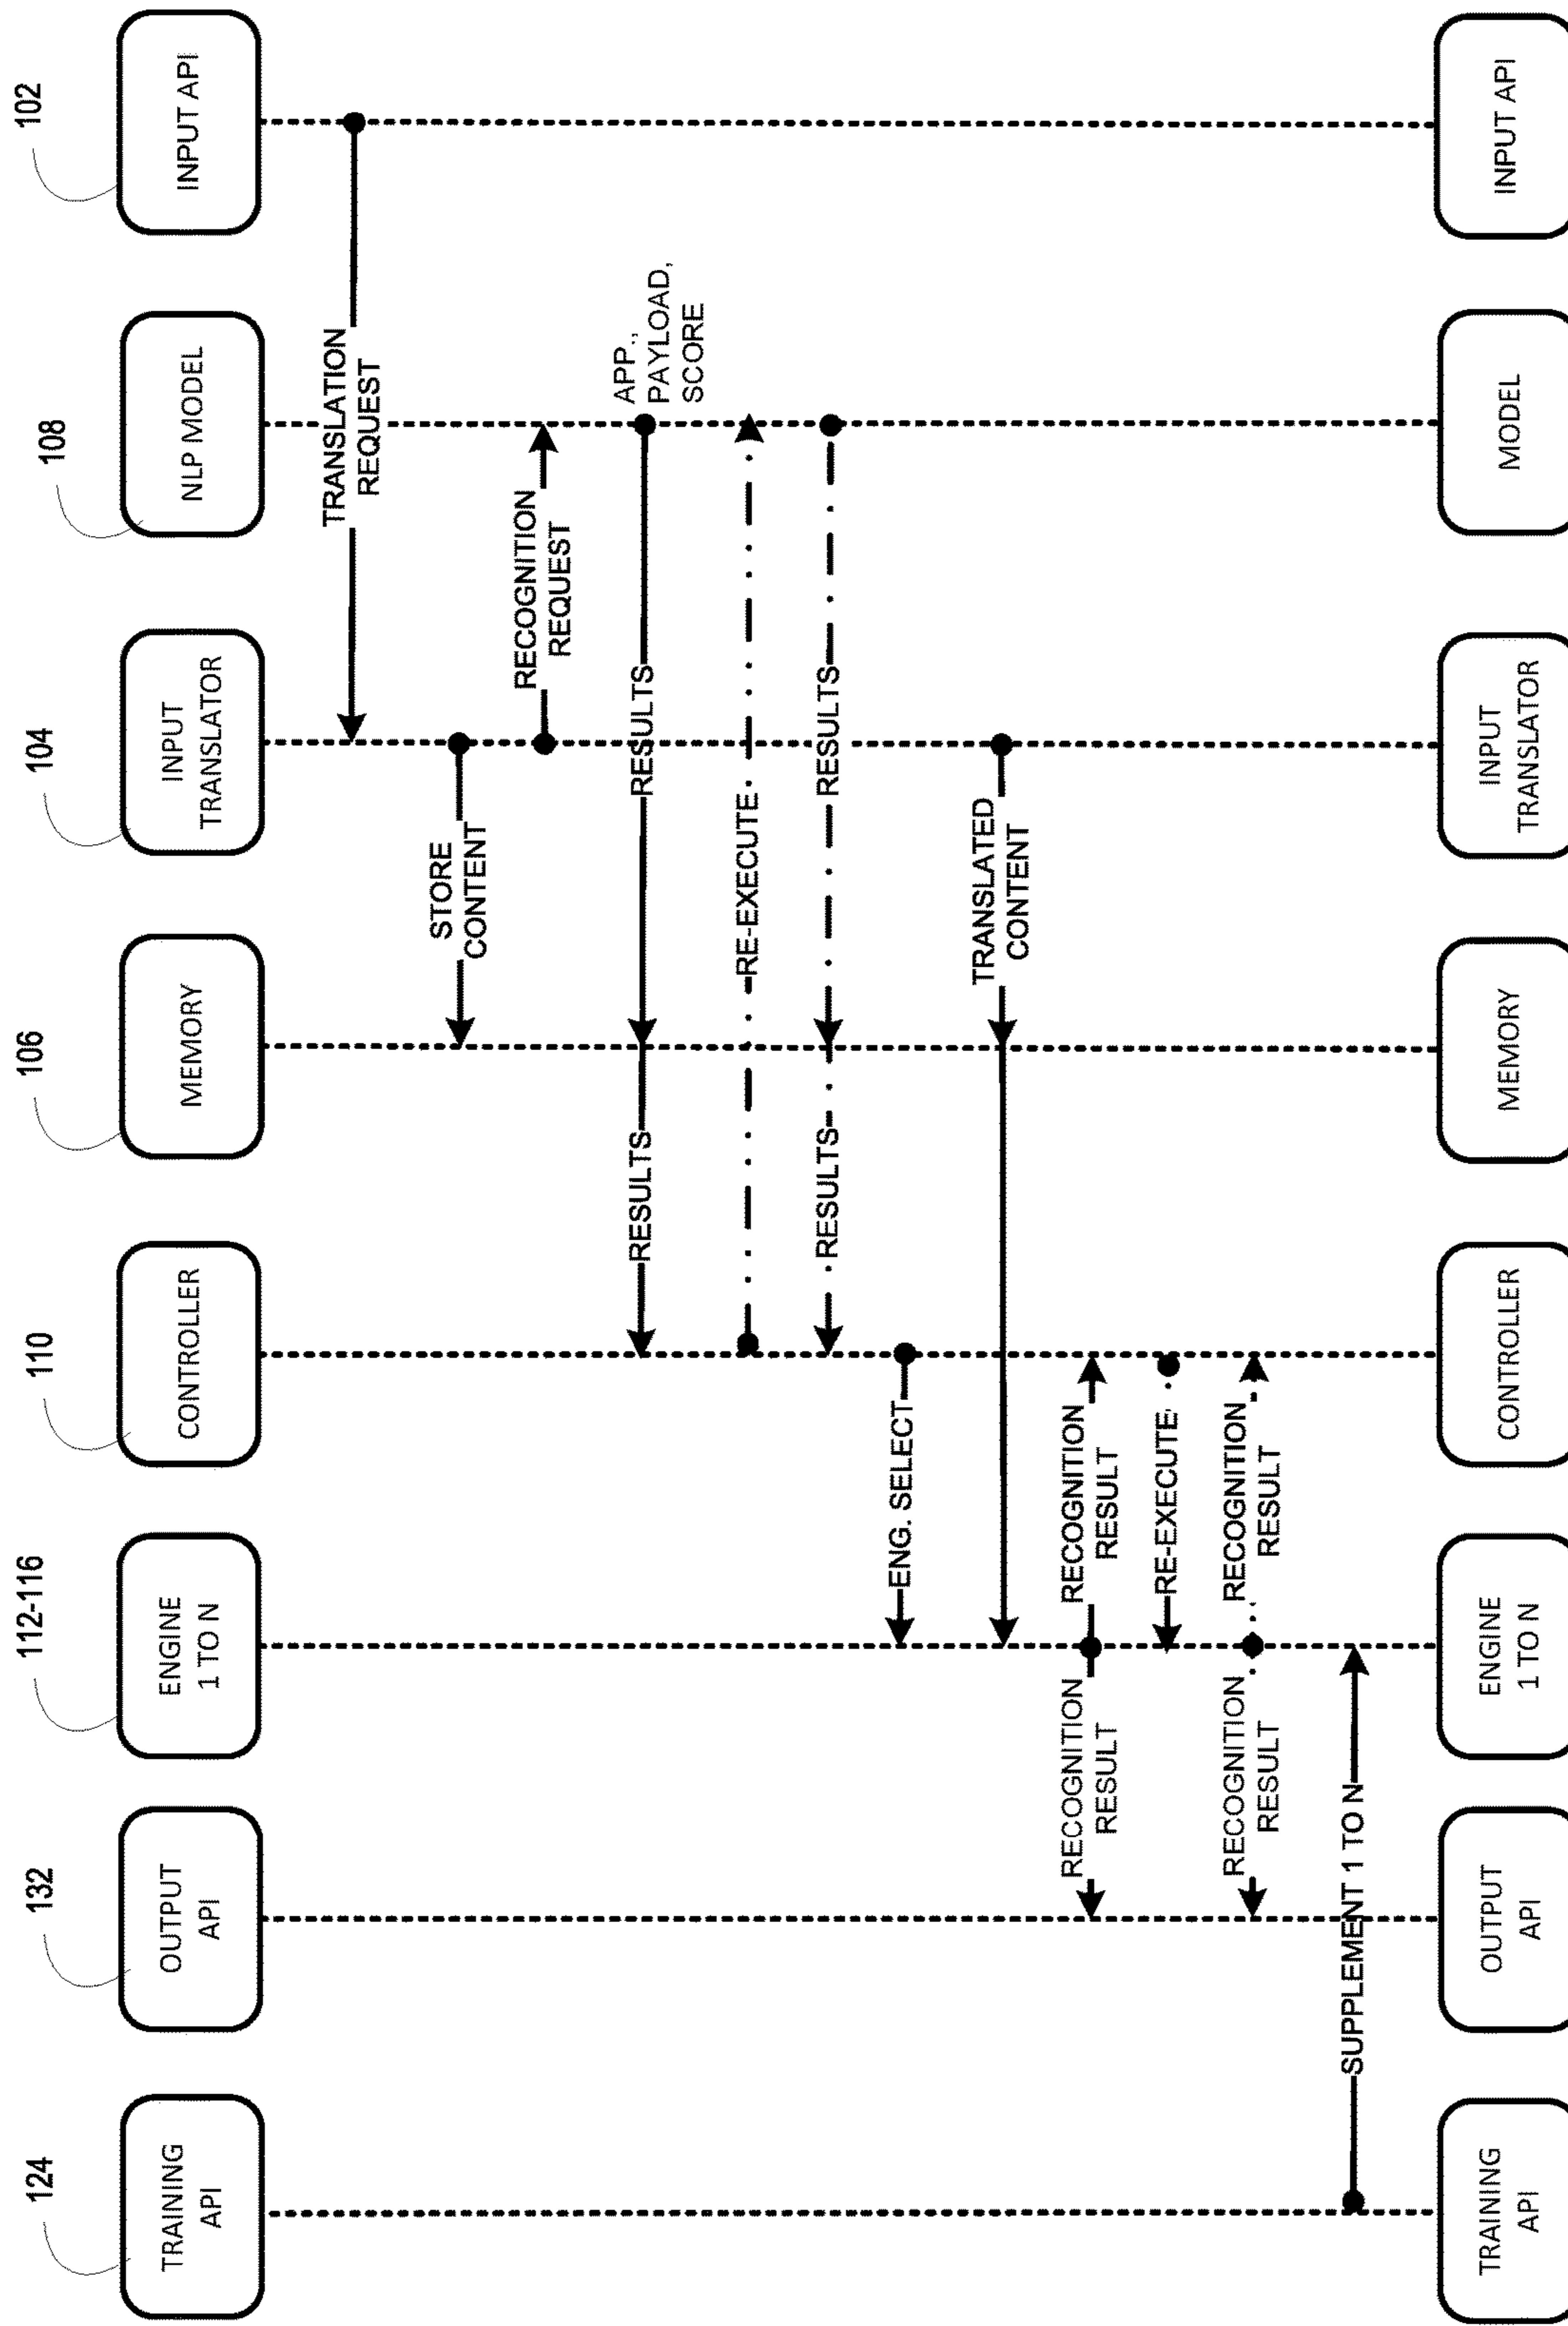 124
132
112-116
110
106
104
108
102
TRAINING
API
OUTPUT
API
ENGINE
1 TO N
CONTROLLER
MEMORY
INPUT
TRANSLATOR
NLP MODEL
INPUT API
TRANSLATION
REQUEST
STORE
CONTENT
RECOGNITION
REQUEST
RESULTS
RESULTS
APP.,
PAYLOAD,
SCORE
RE-EXECUTE
RESULTS
RESULTS
ENG. SELECT
TRANSLATED
CONTENT
RECOGNITION
RESULT
RECOGNITION
RESULT
RE-EXECUTE
RECOGNITION
RESULT
RECOGNITION
RESULT
SUPPLEMENT 1 TO N
TRAINING
API
OUTPUT
API
ENGINE
1 TO N
CONTROLLER
MEMORY
INPUT
TRANSLATOR
MODEL
INPUT API